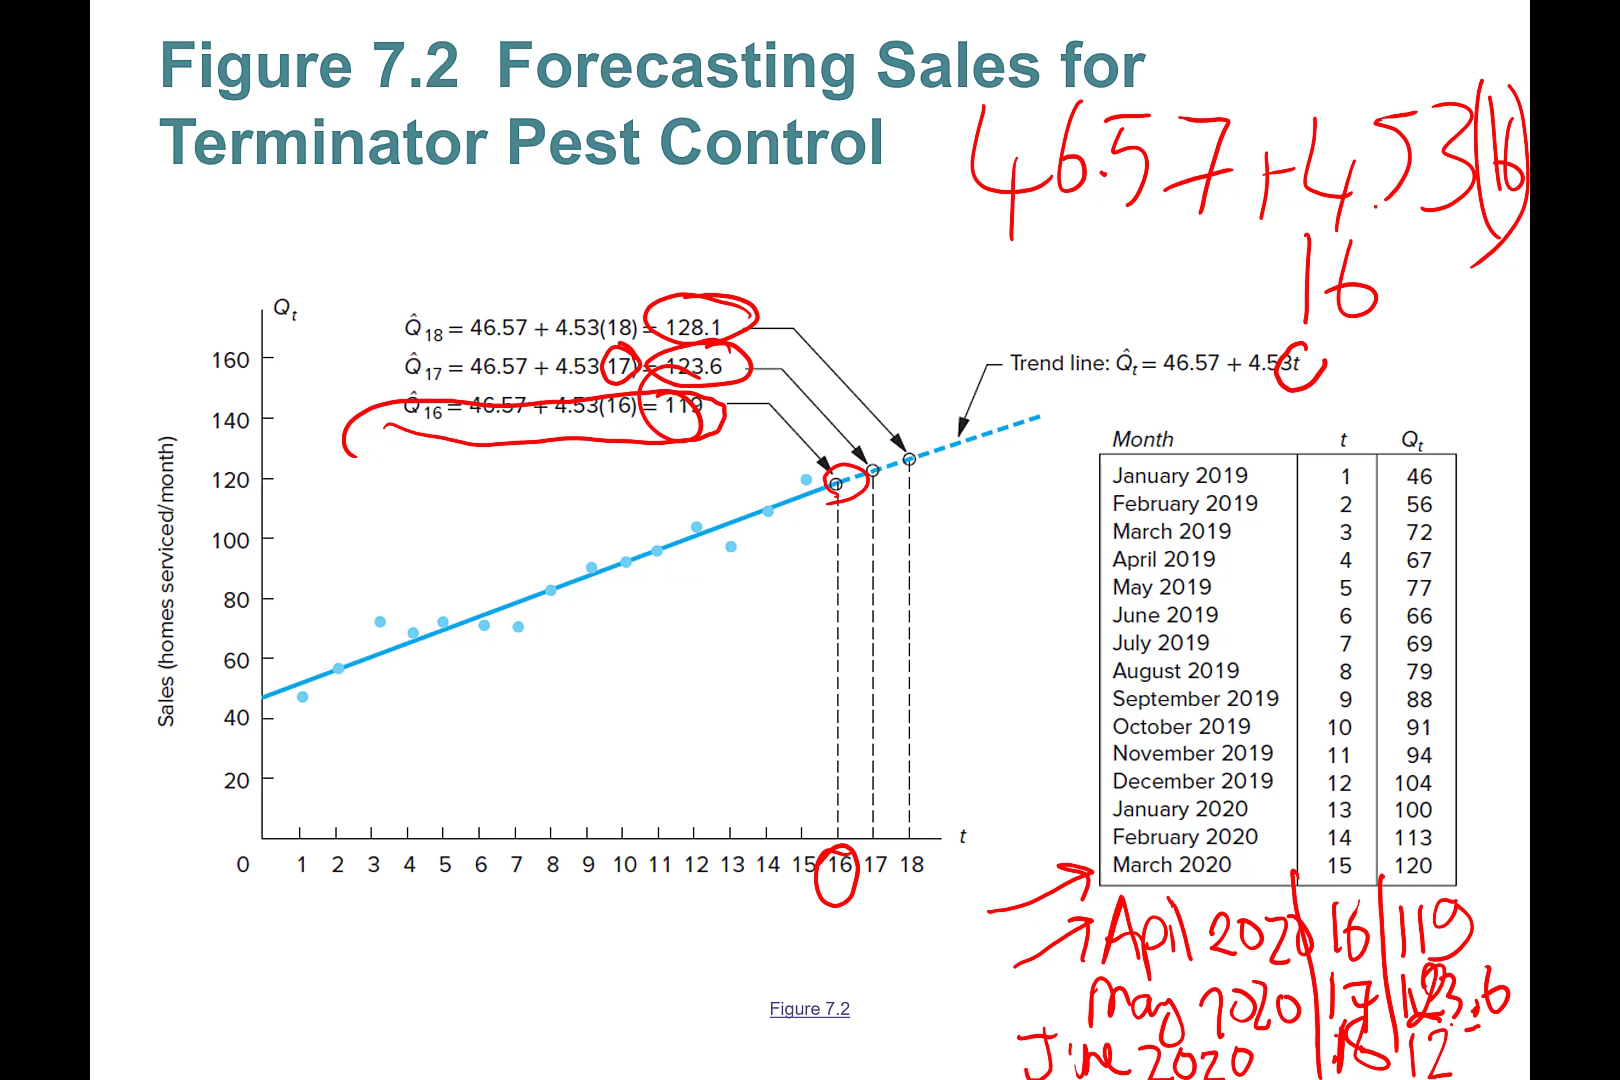 Figure 7.2 Forecasting Sales for
Terminator Pest Control
46.57+4.53(16)
16
Qt
Q̂18 = 46.57 + 4.53(18) = 128.1
Q̂17 = 46.57 + 4.53(17) = 123.6
Q̂16 = 46.57 + 4.53(16) = 119
Trend line: Q̂t = 46.57 + 4.53t
Sales (homes serviced/month)
160
140
120
100
80
60
40
20
0 1 2 3 4 5 6 7 8 9 10 11 12 13 14 15 16 17 18
t
Month t Qt
January 2019 1 46
February 2019 2 56
March 2019 3 72
April 2019 4 67
May 2019 5 77
June 2019 6 66
July 2019 7 69
August 2019 8 79
September 2019 9 88
October 2019 10 91
November 2019 11 94
December 2019 12 104
January 2020 13 100
February 2020 14 113
March 2020 15 120
April 2020 16 119
May 2020 17 123.6
June 2020 18 12
Figure 7.2